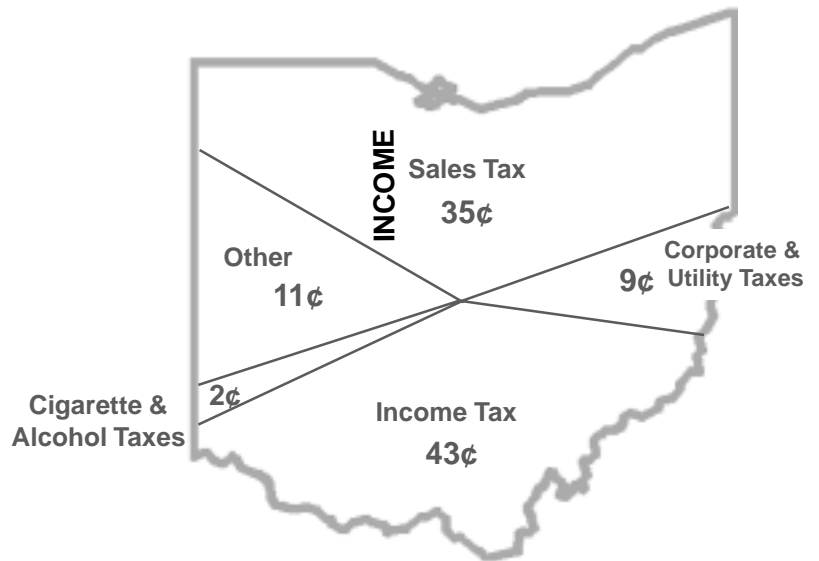 INCOME
Sales Tax
35¢
Other
11¢
Corporate &
Utility Taxes
9¢
2¢
Cigarette &
Alcohol Taxes
Income Tax
43¢